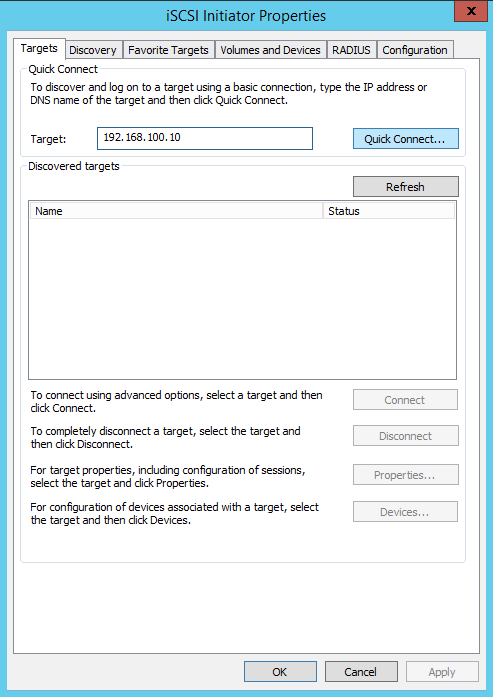 iSCSI Initiator Properties
x
Targets Discovery Favorite Targets Volumes and Devices RADIUS Configuration
Quick Connect
To discover and log on to a target using a basic connection, type the IP address or
DNS name of the target and then click Quick Connect.
Target: 192.168.100.10 Quick Connect...
Discovered targets
Refresh
Name Status
To connect using advanced options, select a target and then
click Connect.
Connect
To completely disconnect a target, select the target and
then click Disconnect.
Disconnect
For target properties, including configuration of sessions,
select the target and click Properties.
Properties...
For configuration of devices associated with a target, select
the target and then click Devices.
Devices...
OK Cancel Apply